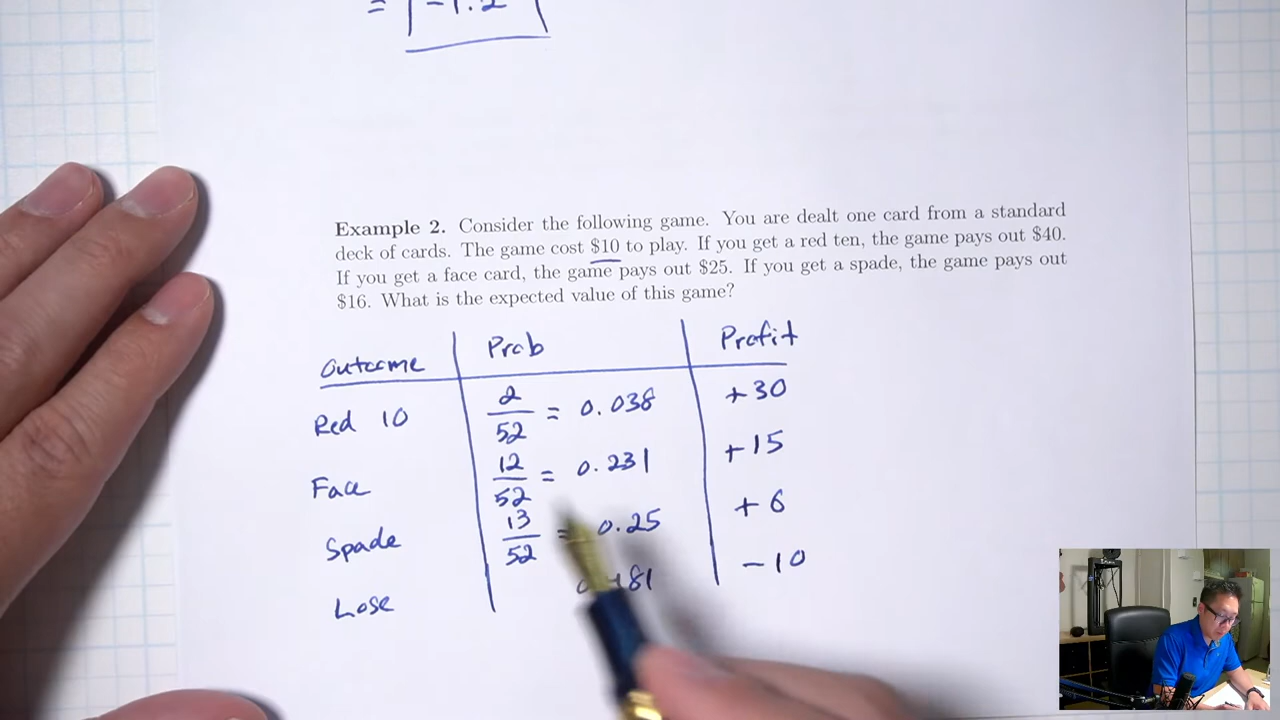 = -1.2
Example 2. Consider the following game. You are dealt one card from a standard
deck of cards. The game cost $10 to play. If you get a red ten, the game pays out $40.
If you get a face card, the game pays out $25. If you get a spade, the game pays out
$16. What is the expected value of this game?
Outcome Prob Profit
Red 10 2/52 = 0.038 +30
Face 12/52 = 0.231 +15
Spade 13/52 = 0.25 +6
Lose -10